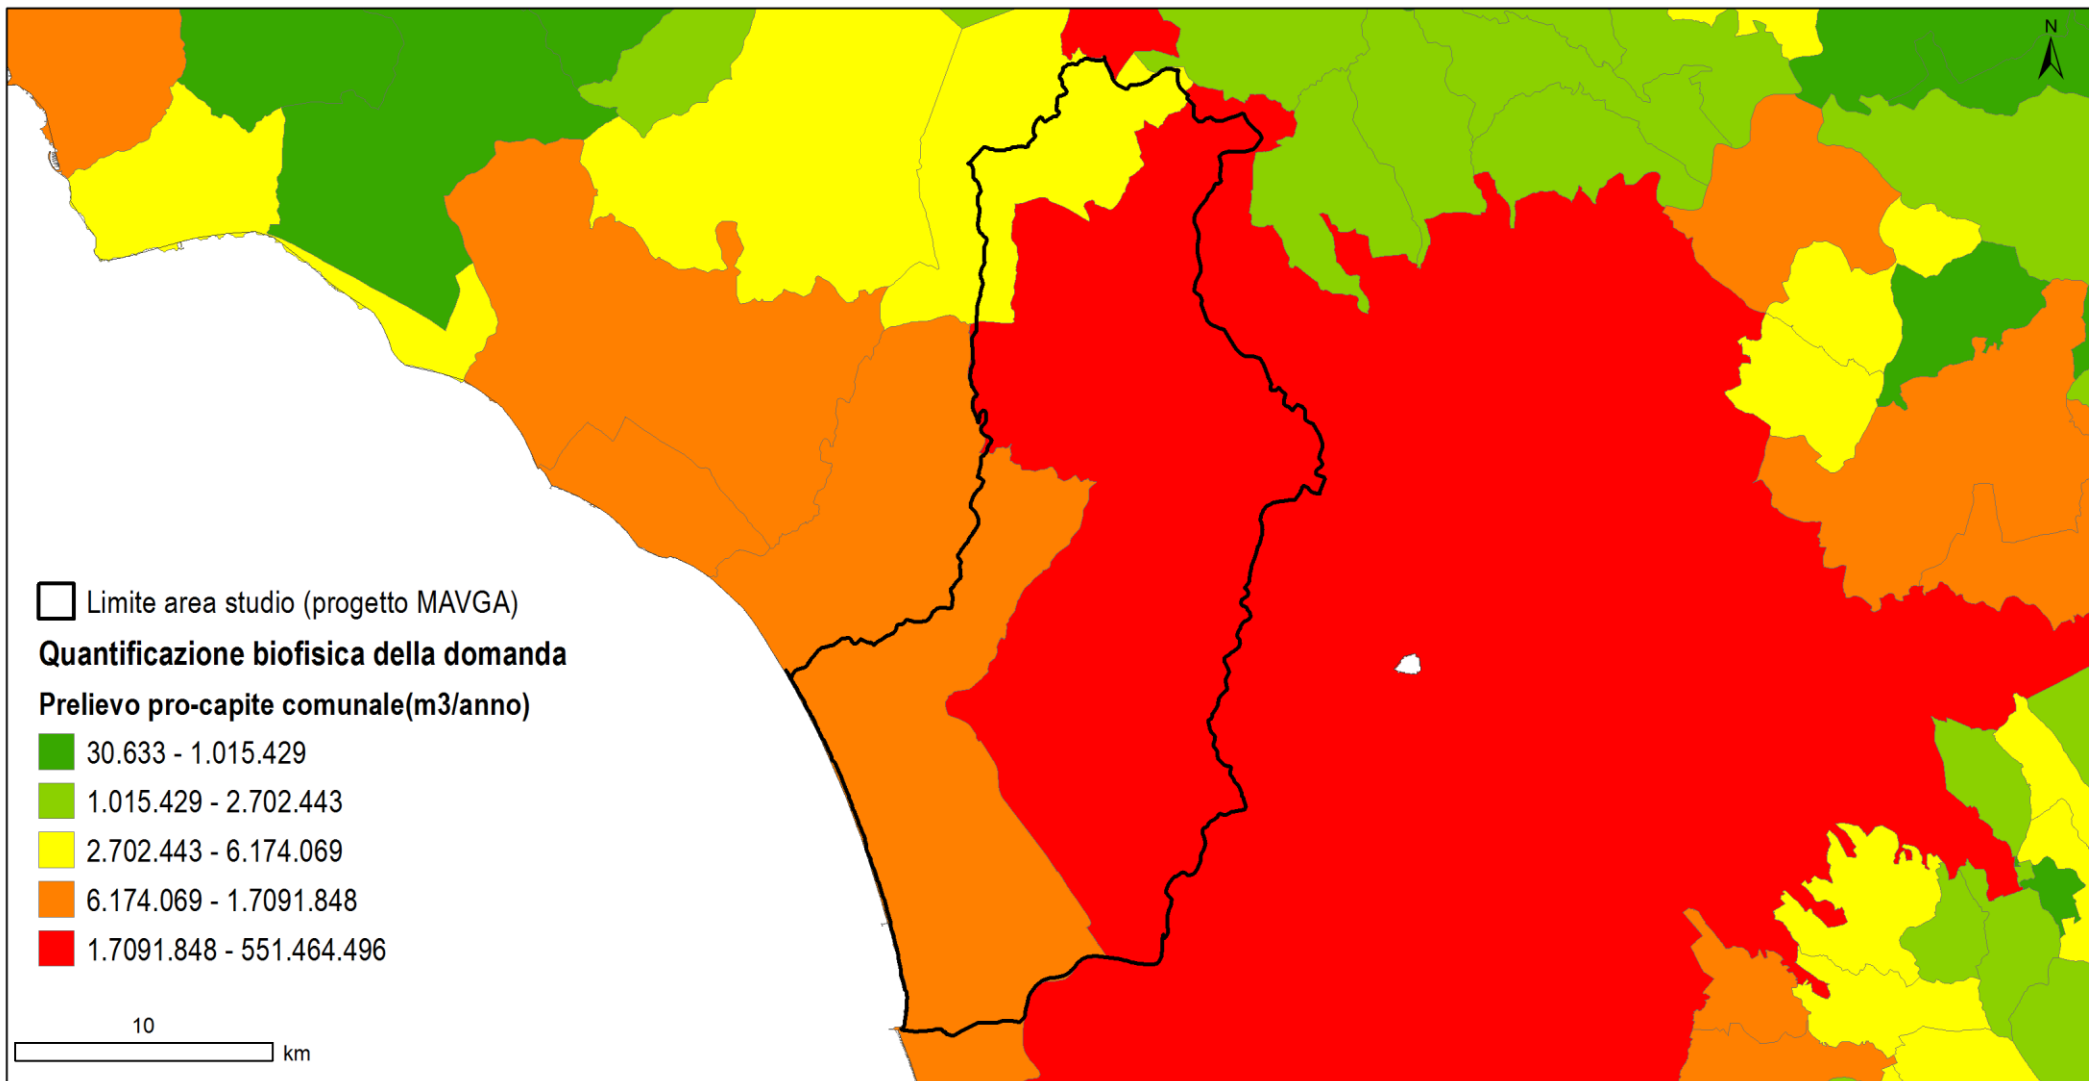 N
Limite area studio (progetto MAVGA)
Quantificazione biofisica della domanda
Prelievo pro-capite comunale(m3/anno)
30.633 - 1.015.429
1.015.429 - 2.702.443
2.702.443 - 6.174.069
6.174.069 - 1.7091.848
1.7091.848 - 551.464.496
10
km